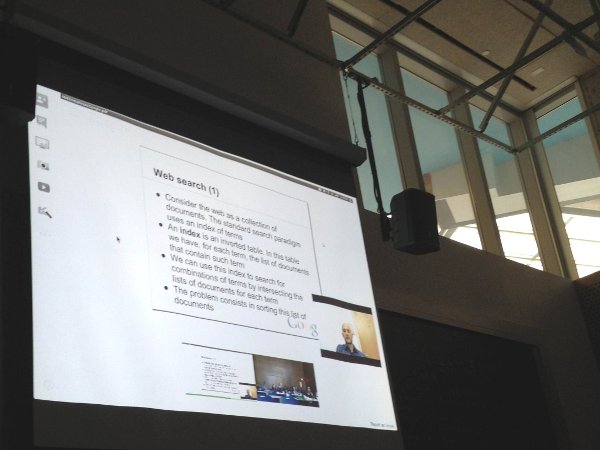 Web search (1)
• Consider the web as a collection of
documents. The standard search paradigm
uses an index of terms
• An index is an inverted table. In this table
we have, for each term, the list of documents
that contain such term
• We can use this index to search for
combinations of terms by intersecting the
lists of documents for each term
• The problem consists in sorting this list of
documents
Goog